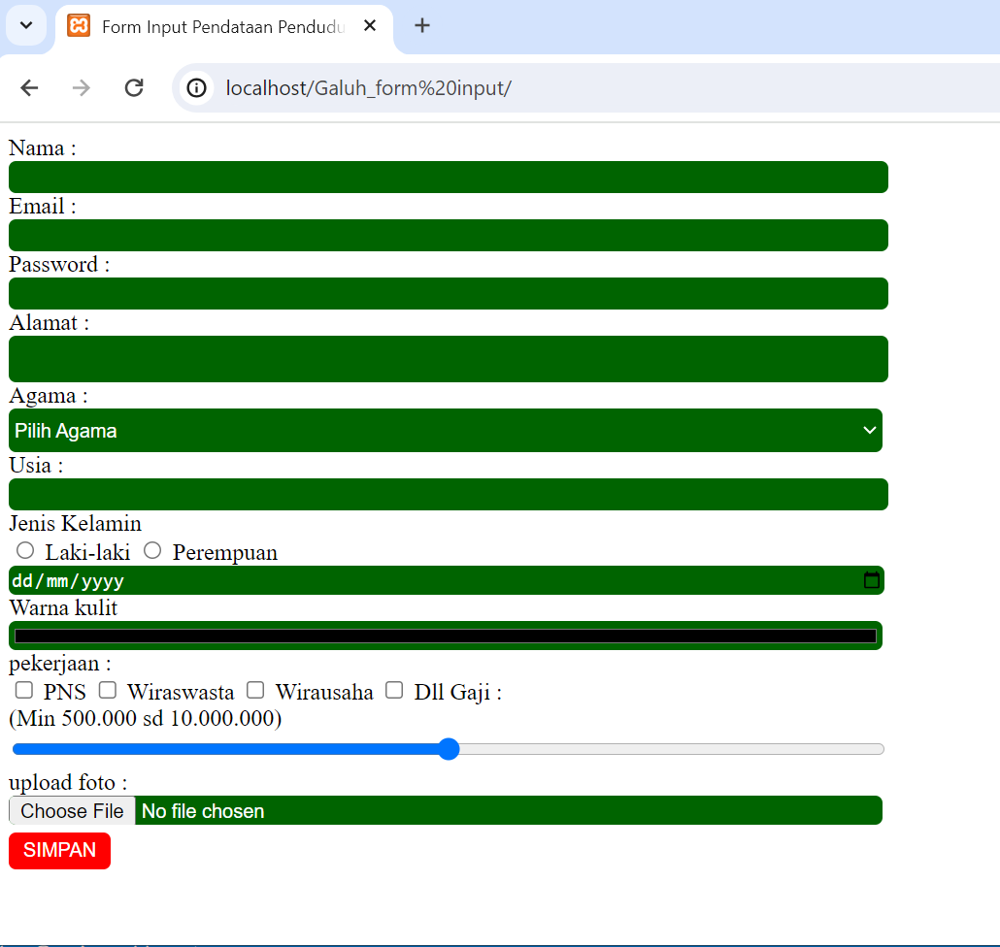 Form Input Pendataan Pendudu
localhost/Galuh_form%20input/
Nama :
Email :
Password :
Alamat :
Agama :
Pilih Agama
Usia :
Jenis Kelamin
Laki-laki Perempuan
dd/mm/yyyy
Warna kulit
pekerjaan :
PNS Wiraswasta Wirausaha Dll Gaji :
(Min 500.000 sd 10.000.000)
upload foto :
Choose File No file chosen
SIMPAN